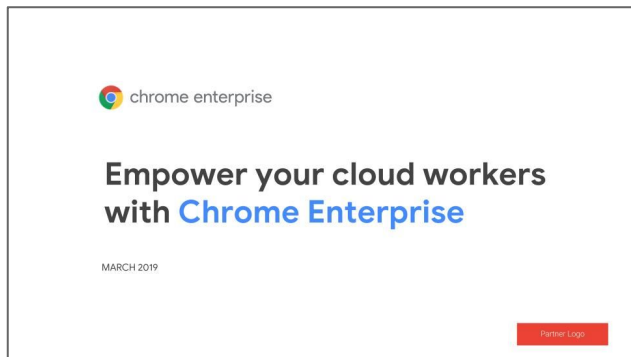 chrome enterprise
Empower your cloud workers
with Chrome Enterprise
MARCH 2019
Partner Logo